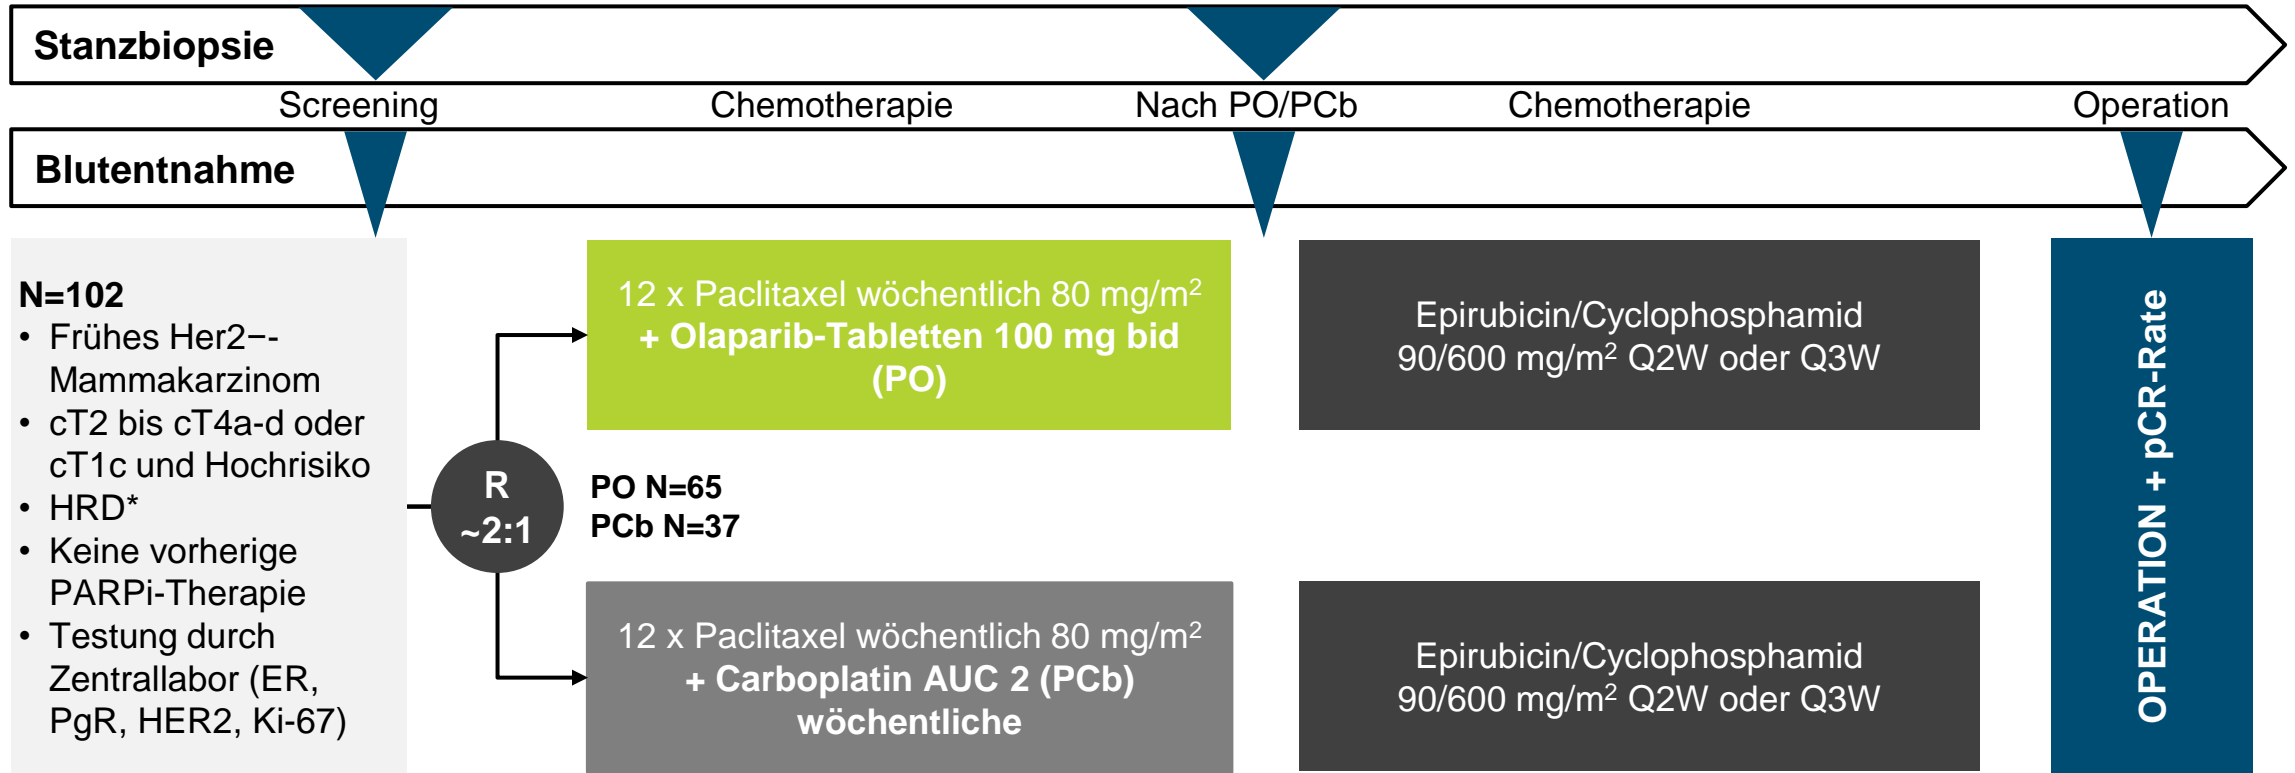 Stanzbiopsie
Screening
Chemotherapie
Nach PO/PCb
Chemotherapie
Operation
Blutentnahme
N=102
• Frühes Her2−-
Mammakarzinom
• cT2 bis cT4a-d oder
cT1c und Hochrisiko
• HRD*
• Keine vorherige
PARPi-Therapie
• Testung durch
Zentrallabor (ER,
PgR, HER2, Ki-67)
R
~2:1
PO N=65
PCb N=37
12 x Paclitaxel wöchentlich 80 mg/m²
+ Olaparib-Tabletten 100 mg bid
(PO)
Epirubicin/Cyclophosphamid
90/600 mg/m² Q2W oder Q3W
12 x Paclitaxel wöchentlich 80 mg/m²
+ Carboplatin AUC 2 (PCb)
wöchentliche
Epirubicin/Cyclophosphamid
90/600 mg/m² Q2W oder Q3W
OPERATION + pCR-Rate